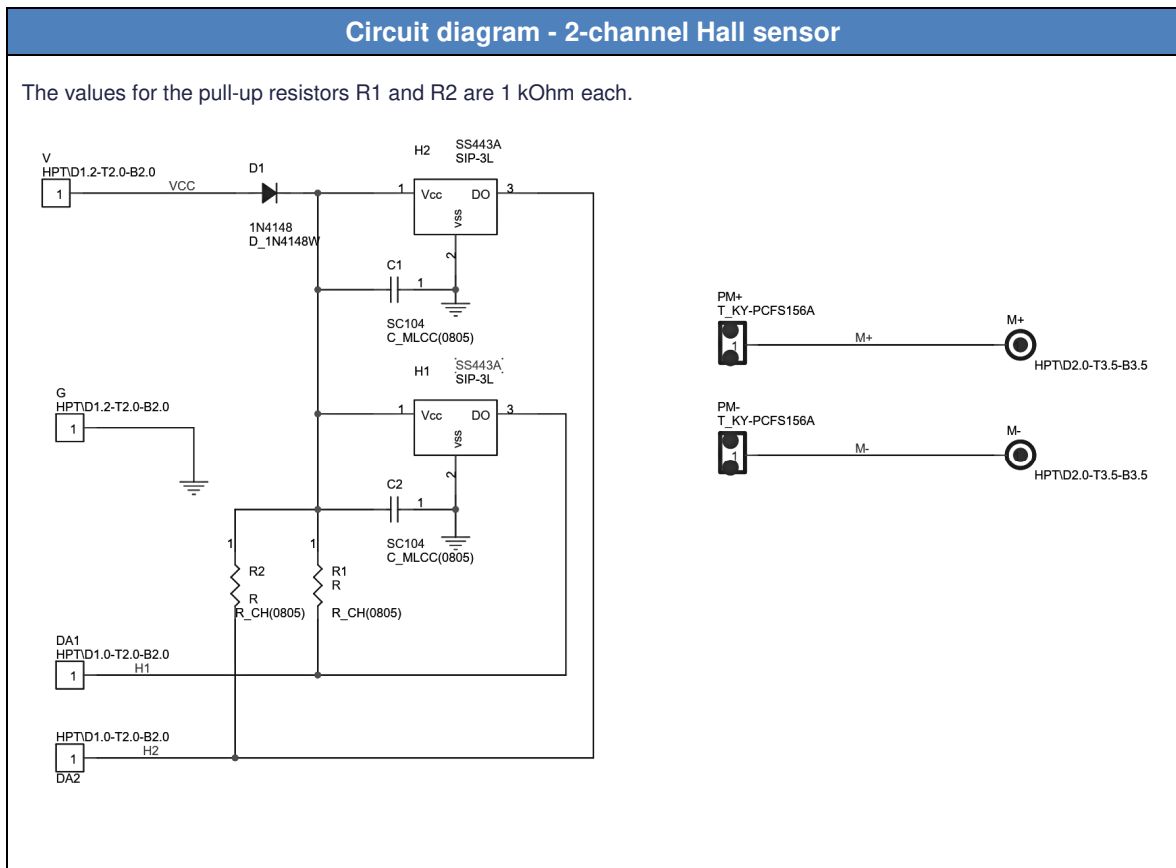 Circuit diagram - 2-channel Hall sensor
The values for the pull-up resistors R1 and R2 are 1 kOhm each.
V
HPT\D1.2-T2.0-B2.0
1
VCC
D1
1N4148
D_1N4148W
H2
SS443A
SIP-3L
1
Vcc
DO
3
vss
2
C1
1
SC104
C_MLCC(0805)
H1
SS443A
SIP-3L
1
Vcc
DO
3
vss
2
C2
1
SC104
C_MLCC(0805)
G
HPT\D1.2-T2.0-B2.0
1
1
R2
R
R_CH(0805)
1
R1
R
R_CH(0805)
DA1
HPT\D1.0-T2.0-B2.0
1
H1
HPT\D1.0-T2.0-B2.0
1
H2
DA2
PM+
T_KY-PCFS156A
1
M+
M+
HPT\D2.0-T3.5-B3.5
PM-
T_KY-PCFS156A
1
M-
M-
HPT\D2.0-T3.5-B3.5